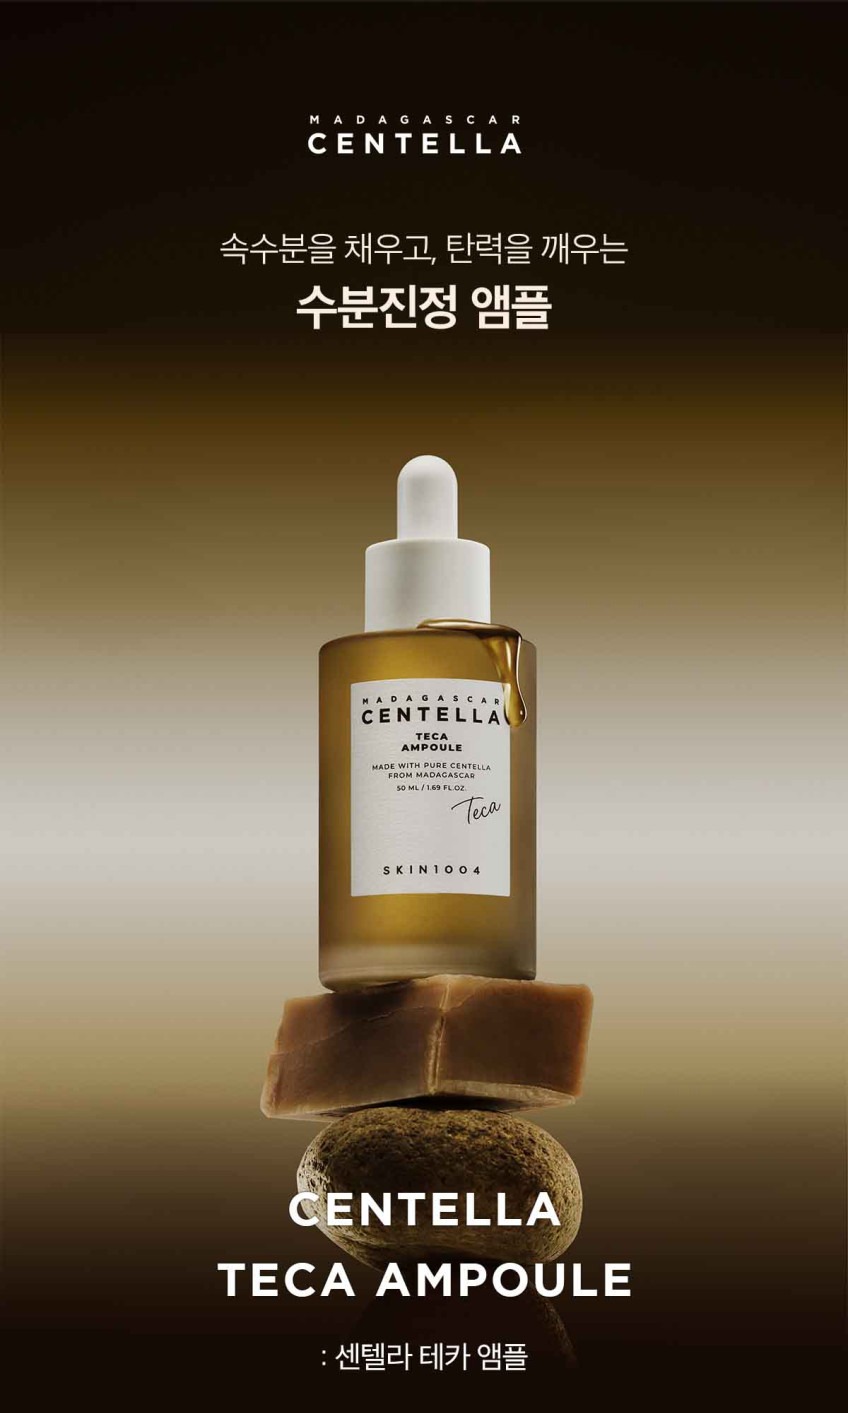 MADAGASCAR
CENTELLA
속수분을 채우고, 탄력을 깨우는
수분진정 앰플
MADAGASCAR
CENTELLA
TECA
AMPOULE
MADE WITH PURE CENTELLA
FROM MADAGASCAR
50 ML / 1.69 FL.OZ.
Teca
SKIN1004
CENTELLA
TECA AMPOULE
: 센텔라 테카 앰플